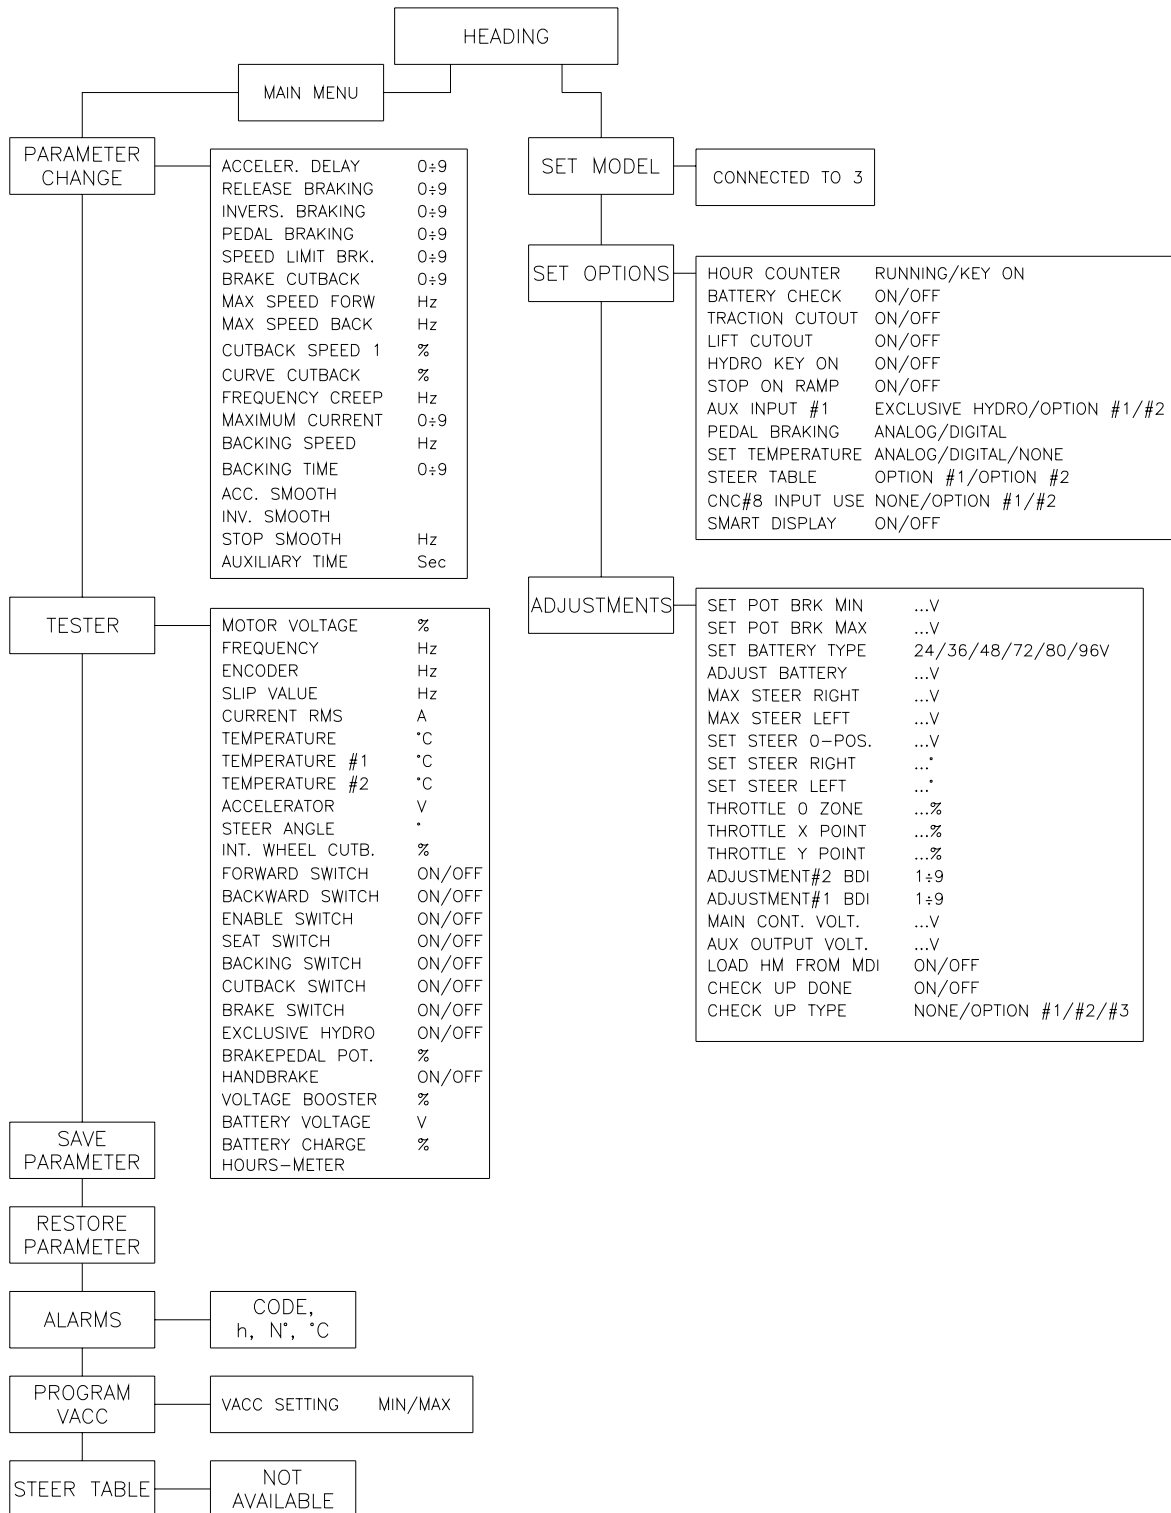 HEADING
MAIN MENU
PARAMETER
CHANGE
ACCELER. DELAY 0÷9
RELEASE BRAKING 0÷9
INVERS. BRAKING 0÷9
PEDAL BRAKING 0÷9
SPEED LIMIT BRK. 0÷9
BRAKE CUTBACK 0÷9
MAX SPEED FORW Hz
MAX SPEED BACK Hz
CUTBACK SPEED 1 %
CURVE CUTBACK %
FREQUENCY CREEP Hz
MAXIMUM CURRENT 0÷9
BACKING SPEED Hz
BACKING TIME 0÷9
ACC. SMOOTH
INV. SMOOTH
STOP SMOOTH Hz
AUXILIARY TIME Sec
TESTER
MOTOR VOLTAGE %
FREQUENCY Hz
ENCODER Hz
SLIP VALUE Hz
CURRENT RMS A
TEMPERATURE °C
TEMPERATURE #1 °C
TEMPERATURE #2 °C
ACCELERATOR V
STEER ANGLE °
INT. WHEEL CUTB. %
FORWARD SWITCH ON/OFF
BACKWARD SWITCH ON/OFF
ENABLE SWITCH ON/OFF
SEAT SWITCH ON/OFF
BACKING SWITCH ON/OFF
CUTBACK SWITCH ON/OFF
BRAKE SWITCH ON/OFF
EXCLUSIVE HYDRO ON/OFF
BRAKEPEDAL POT. %
HANDBRAKE ON/OFF
VOLTAGE BOOSTER %
BATTERY VOLTAGE V
BATTERY CHARGE %
HOURS-METER
SAVE
PARAMETER
RESTORE
PARAMETER
ALARMS
CODE,
h, N°, °C
PROGRAM
VACC
VACC SETTING MIN/MAX
STEER TABLE
NOT
AVAILABLE
SET MODEL
CONNECTED TO 3
SET OPTIONS
HOUR COUNTER RUNNING/KEY ON
BATTERY CHECK ON/OFF
TRACTION CUTOUT ON/OFF
LIFT CUTOUT ON/OFF
HYDRO KEY ON ON/OFF
STOP ON RAMP ON/OFF
AUX INPUT #1 EXCLUSIVE HYDRO/OPTION #1/#2
PEDAL BRAKING ANALOG/DIGITAL
SET TEMPERATURE ANALOG/DIGITAL/NONE
STEER TABLE OPTION #1/OPTION #2
CNC#8 INPUT USE NONE/OPTION #1/#2
SMART DISPLAY ON/OFF
ADJUSTMENTS
SET POT BRK MIN ...V
SET POT BRK MAX ...V
SET BATTERY TYPE 24/36/48/72/80/96V
ADJUST BATTERY ...V
MAX STEER RIGHT ...V
MAX STEER LEFT ...V
SET STEER 0-POS. ...V
SET STEER RIGHT ...°
SET STEER LEFT ...°
THROTTLE 0 ZONE ...%
THROTTLE X POINT ...%
THROTTLE Y POINT ...%
ADJUSTMENT#2 BDI 1÷9
ADJUSTMENT#1 BDI 1÷9
MAIN CONT. VOLT. ...V
AUX OUTPUT VOLT. ...V
LOAD HM FROM MDI ON/OFF
CHECK UP DONE ON/OFF
CHECK UP TYPE NONE/OPTION #1/#2/#3